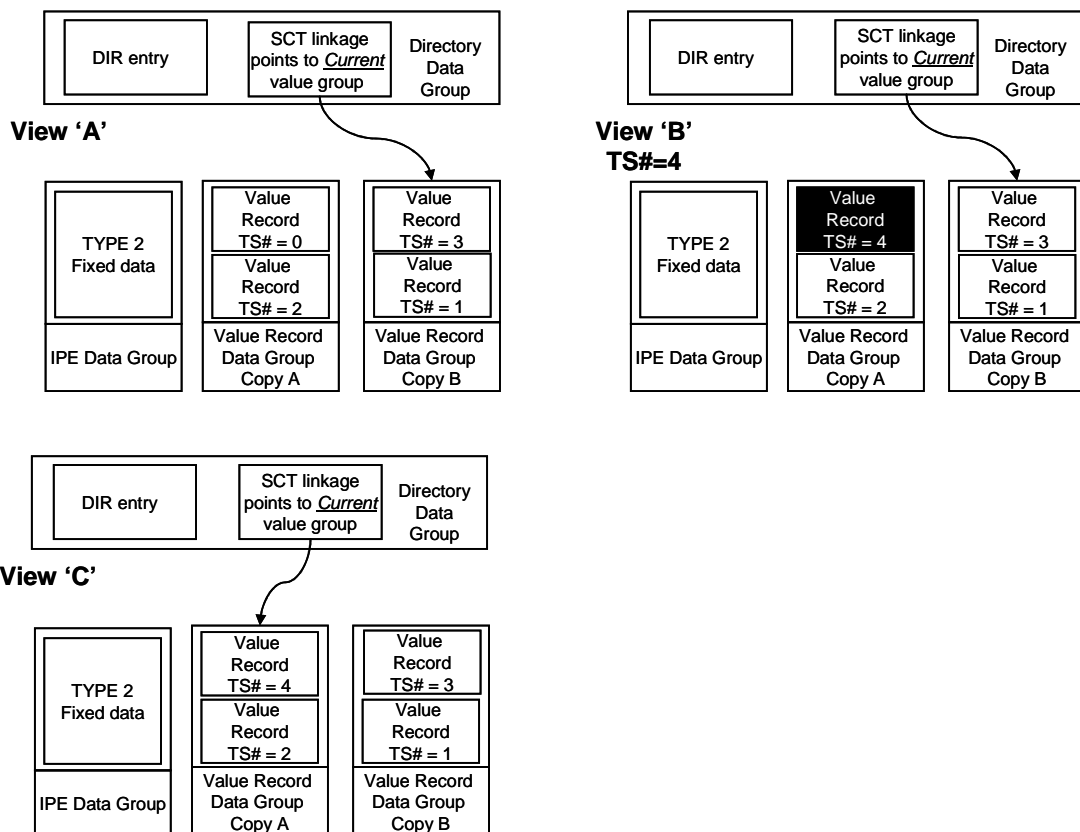 DIR entry
SCT linkage
points to Current
value group
Directory
Data
Group
View ‘A’
TYPE 2
Fixed data
IPE Data Group
Value
Record
TS# = 0
Value
Record
TS# = 2
Value Record
Data Group
Copy A
Value
Record
TS# = 3
Value
Record
TS# = 1
Value Record
Data Group
Copy B
DIR entry
SCT linkage
points to Current
value group
Directory
Data
Group
View ‘B’
TS#=4
TYPE 2
Fixed data
IPE Data Group
Value
Record
TS# = 4
Value
Record
TS# = 2
Value Record
Data Group
Copy A
Value
Record
TS# = 3
Value
Record
TS# = 1
Value Record
Data Group
Copy B
DIR entry
SCT linkage
points to Current
value group
Directory
Data
Group
View ‘C’
TYPE 2
Fixed data
IPE Data Group
Value
Record
TS# = 4
Value
Record
TS# = 2
Value Record
Data Group
Copy A
Value
Record
TS# = 3
Value
Record
TS# = 1
Value Record
Data Group
Copy B